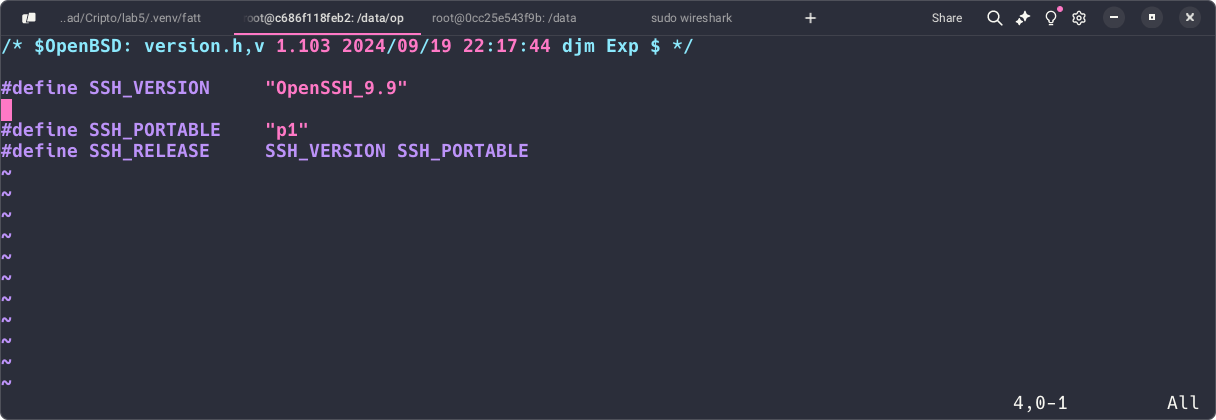 ..ad/Cripto/lab5/.venv/fatt root@c686f118feb2: /data/op root@0cc25e543f9b: /data sudo wireshark + Share
/* $OpenBSD: version.h,v 1.103 2024/09/19 22:17:44 djm Exp $ */
#define SSH_VERSION     "OpenSSH_9.9"
#define SSH_PORTABLE    "p1"
#define SSH_RELEASE     SSH_VERSION SSH_PORTABLE
~
~
~
~
~
~
~
~
~
~
~
4,0-1 All